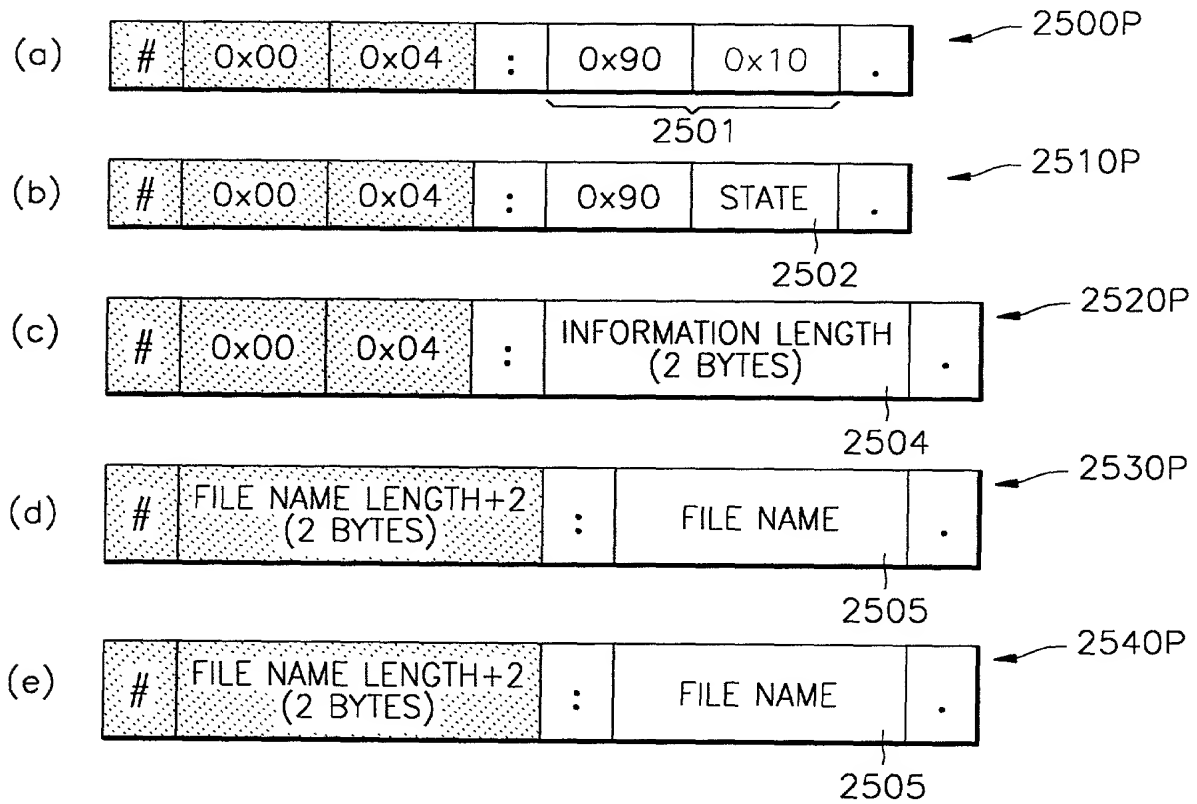 (a) # 0x00 0x04 : 0x90 0x10 . 2500P
2501
(b) # 0x00 0x04 : 0x90 STATE . 2510P
2502
(c) # 0x00 0x04 : INFORMATION LENGTH (2 BYTES) . 2520P
2504
(d) # FILE NAME LENGTH+2 (2 BYTES) : FILE NAME . 2530P
2505
(e) # FILE NAME LENGTH+2 (2 BYTES) : FILE NAME . 2540P
2505